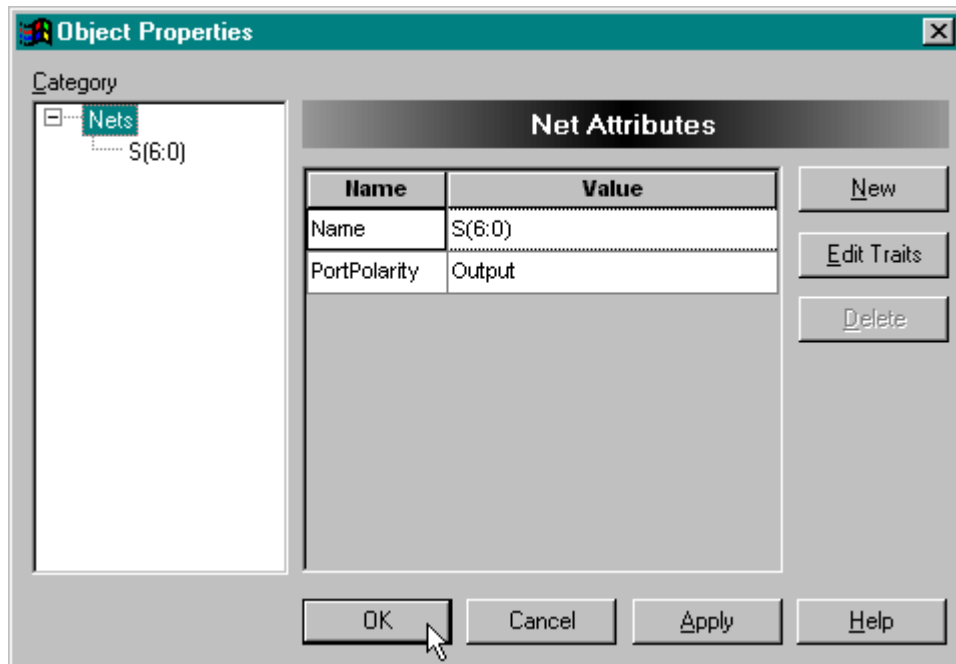 Object Properties
Category
Nets
S(6:0)
Net Attributes
Name Value
Name S(6:0)
PortPolarity Output
New
Edit Traits
Delete
OK Cancel Apply Help